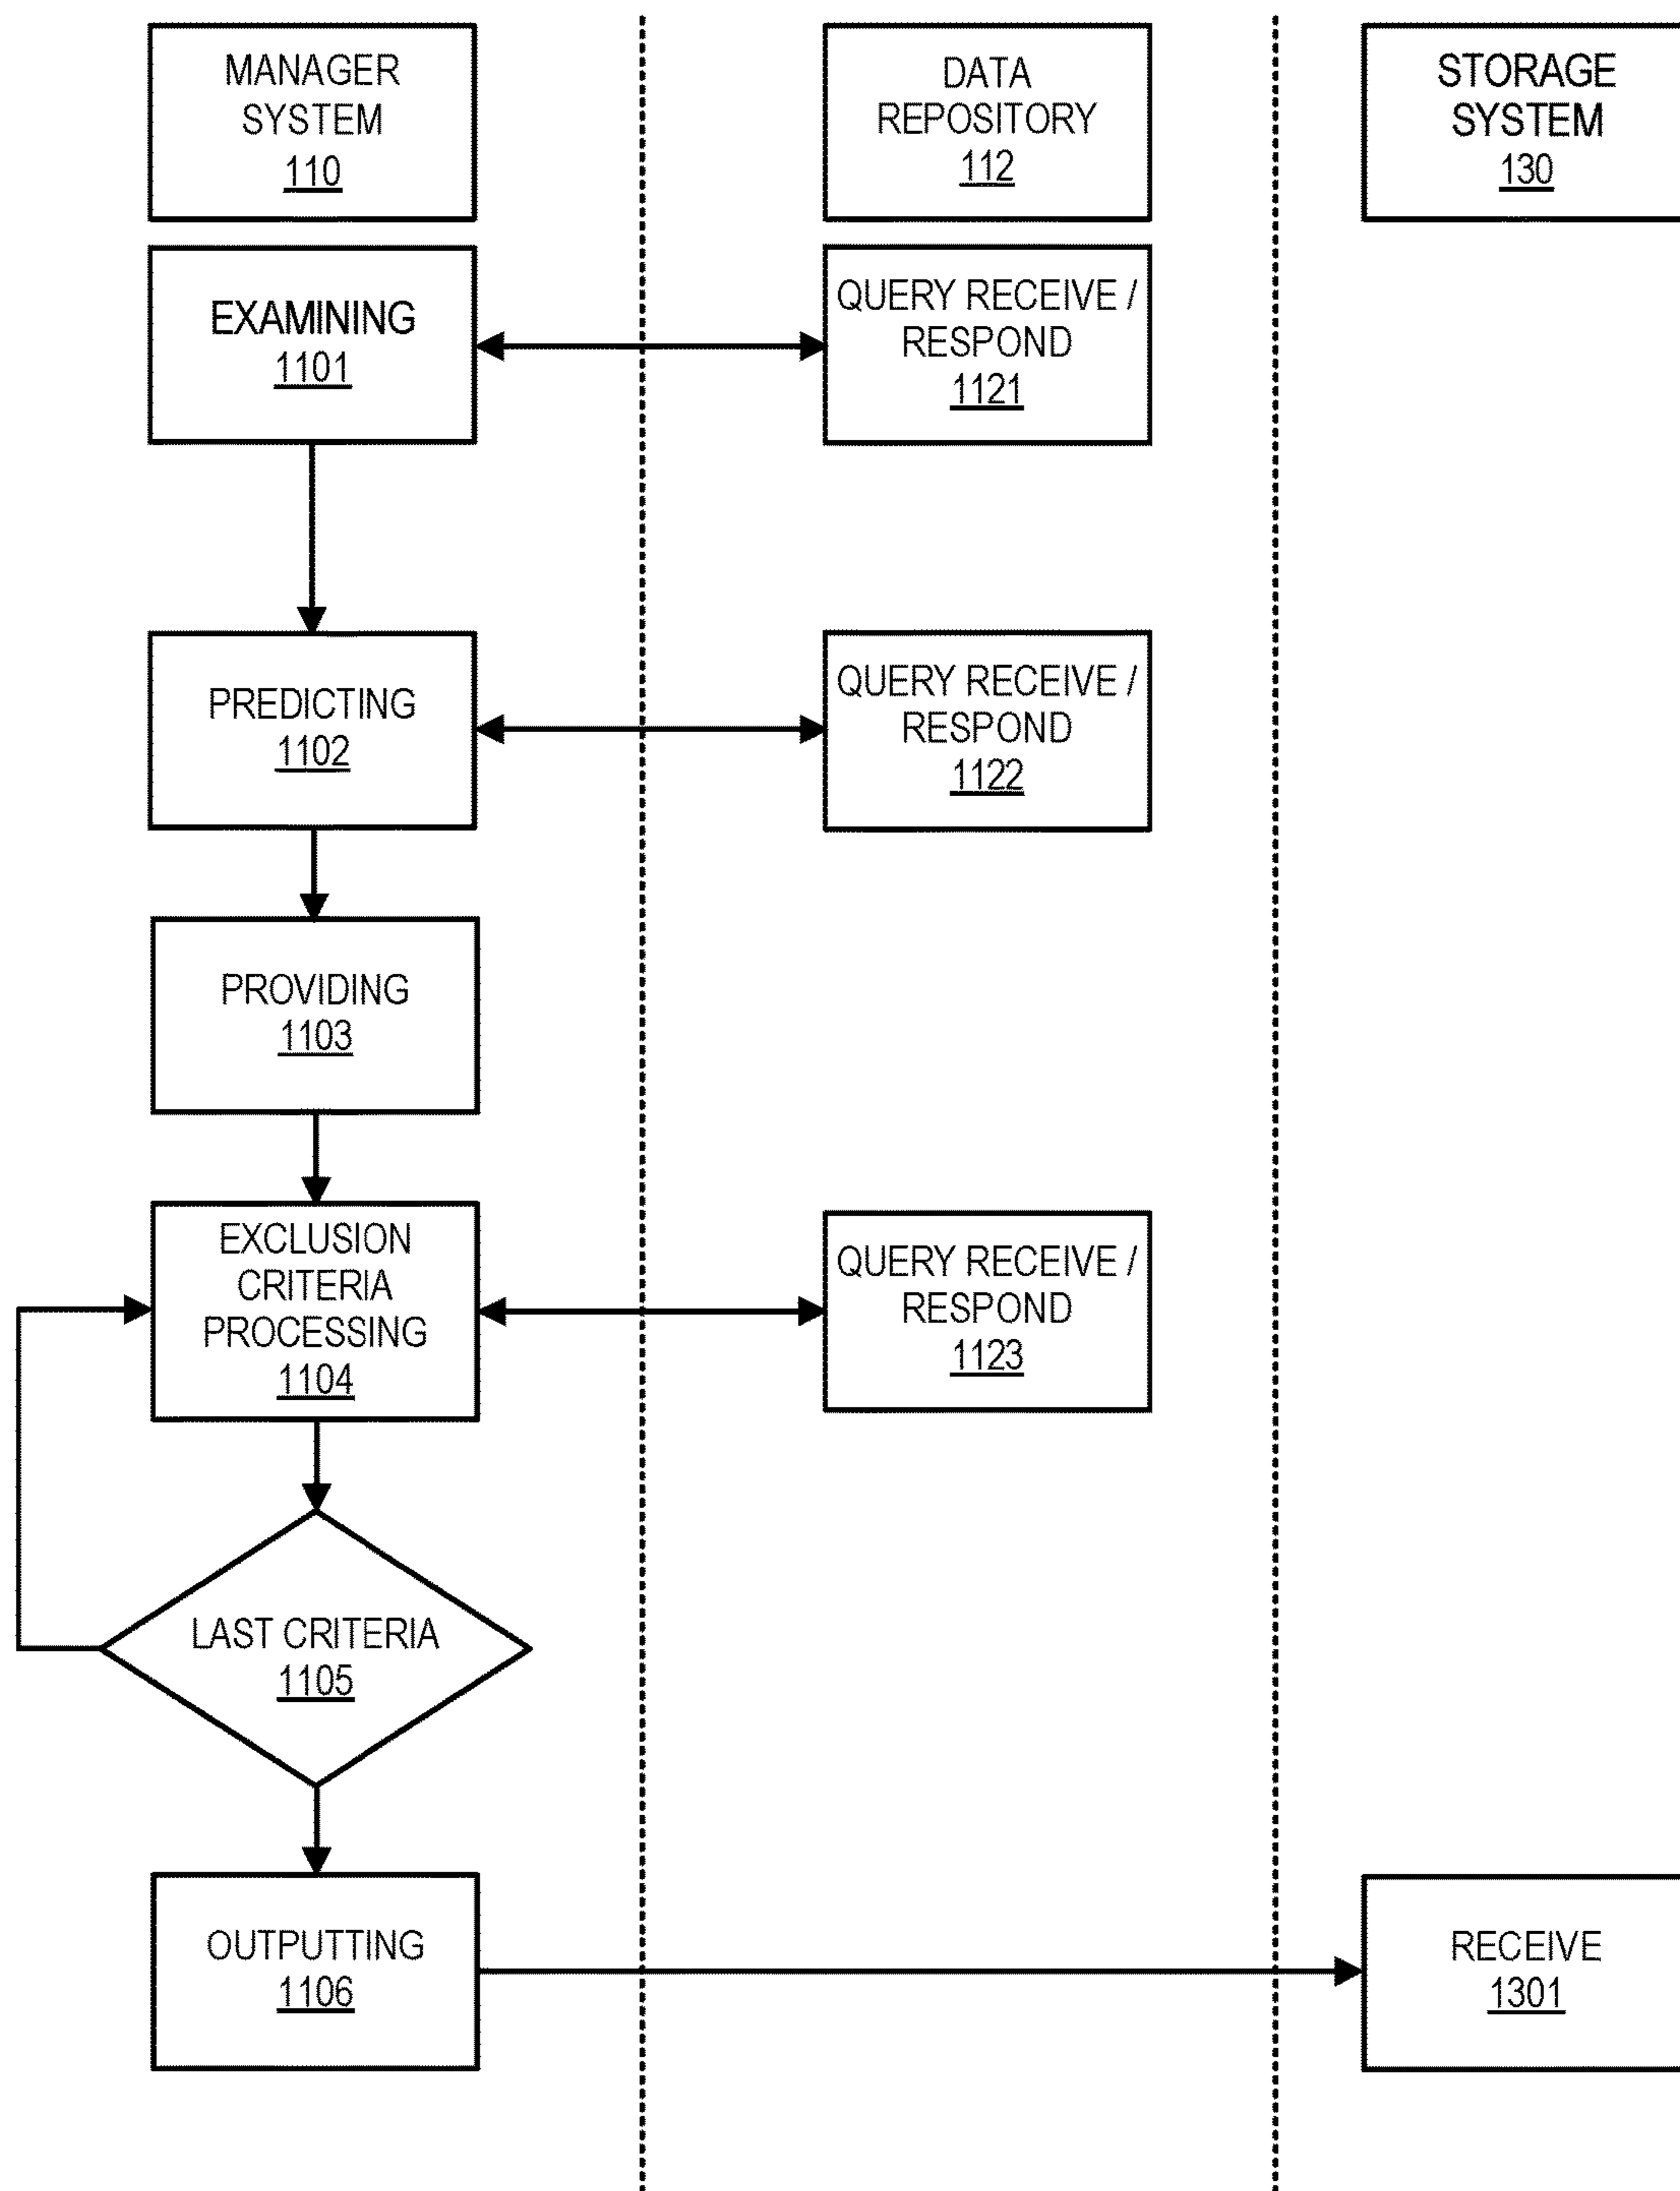 MANAGER
SYSTEM
110
DATA
REPOSITORY
112
STORAGE
SYSTEM
130
EXAMINING
1101
QUERY RECEIVE /
RESPOND
1121
PREDICTING
1102
QUERY RECEIVE /
RESPOND
1122
PROVIDING
1103
EXCLUSION
CRITERIA
PROCESSING
1104
QUERY RECEIVE /
RESPOND
1123
LAST CRITERIA
1105
OUTPUTTING
1106
RECEIVE
1301